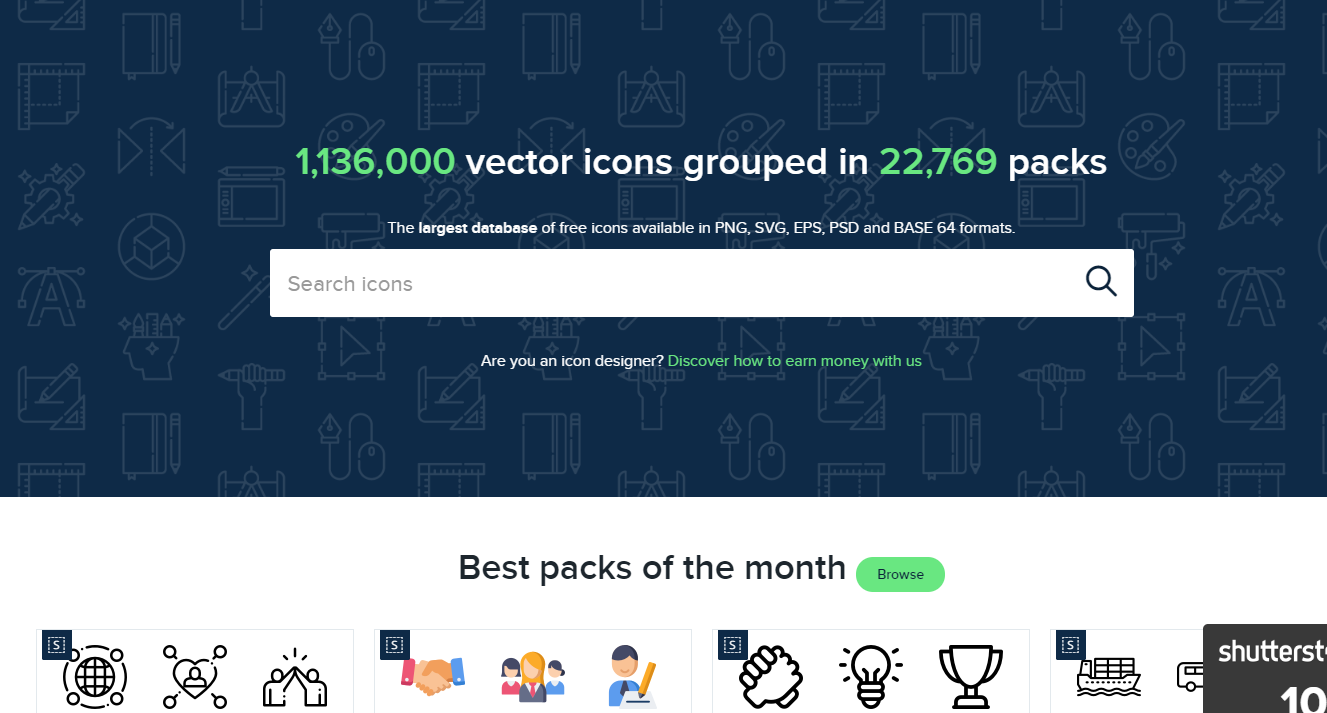 1,136,000 vector icons grouped in 22,769 packs
The largest database of free icons available in PNG, SVG, EPS, PSD and BASE 64 formats.
Search icons
Are you an icon designer? Discover how to earn money with us
Best packs of the month Browse
S S S S
shutterst
10